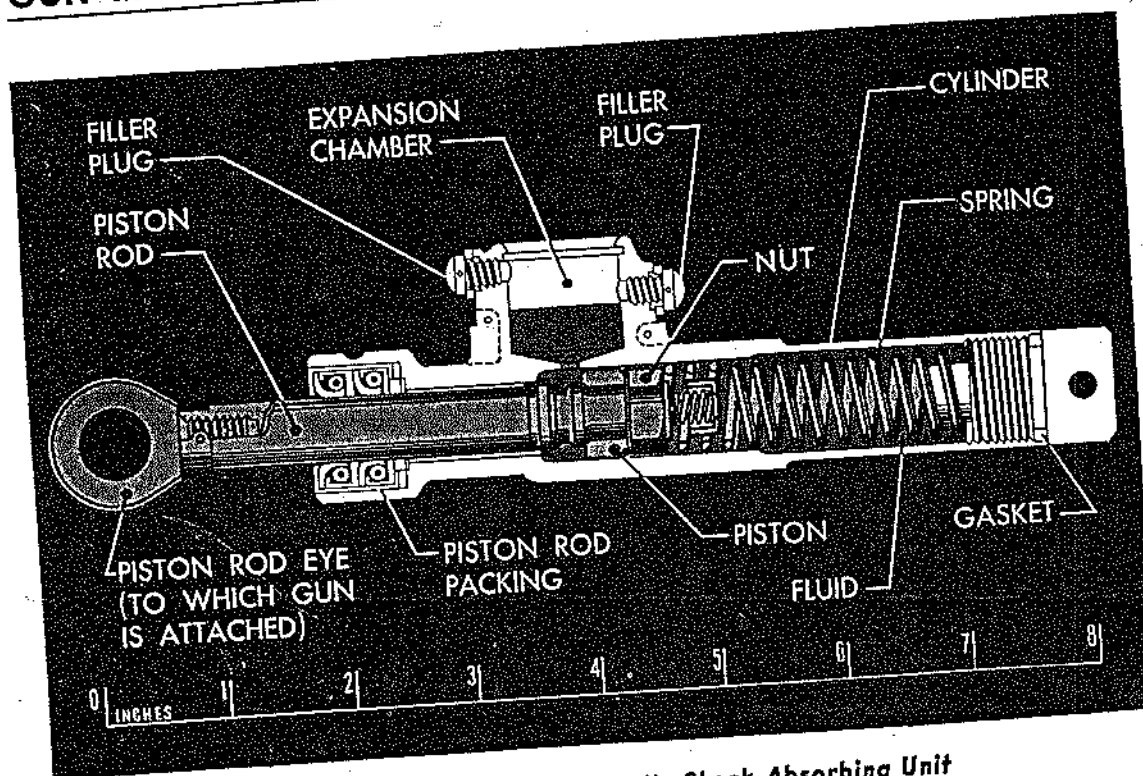 FILLER
PLUG
EXPANSION
CHAMBER
FILLER
PLUG
CYLINDER
PISTON
ROD
SPRING
NUT
PISTON ROD EYE
(TO WHICH GUN
IS ATTACHED)
PISTON ROD
PACKING
PISTON
FLUID
GASKET
0 1 2 3 4 5 6 7 8
INCHES
Shock Absorbing Unit